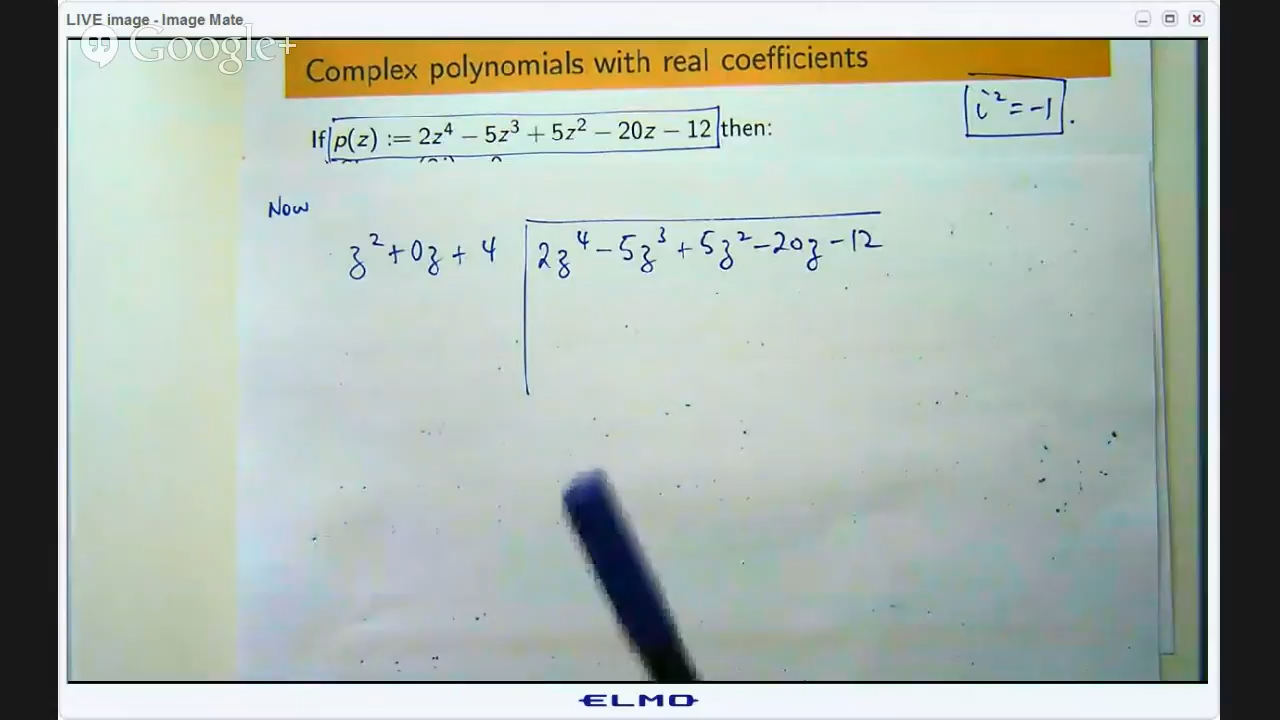 LIVE image - Image Mate
Google+
Complex polynomials with real coefficients
i² = -1 .
If p(z) := 2z⁴ − 5z³ + 5z² − 20z − 12 then:
Now
z² + 0z + 4 2z⁴ − 5z³ + 5z² − 20z − 12
ELMO